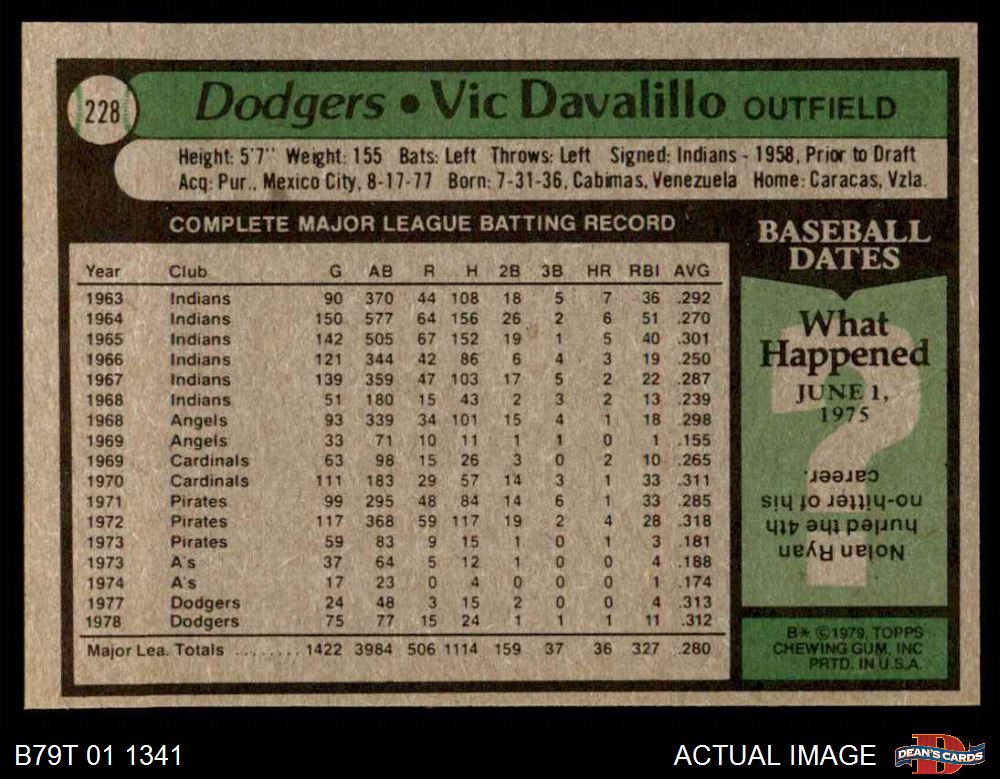 228
Dodgers • Vic Davalillo OUTFIELD
Height: 5'7" Weight: 155 Bats: Left Throws: Left Signed: Indians - 1958, Prior to Draft
Acq: Pur., Mexico City, 8-17-77 Born: 7-31-36, Cabimas, Venezuela Home: Caracas, Vzla.
COMPLETE MAJOR LEAGUE BATTING RECORD
Year Club G AB R H 2B 3B HR RBI AVG
1963 Indians 90 370 44 108 18 5 7 36 .292
1964 Indians 150 577 64 156 26 2 6 51 .270
1965 Indians 142 505 67 152 19 1 5 40 .301
1966 Indians 121 344 42 86 6 4 3 19 .250
1967 Indians 139 359 47 103 17 5 2 22 .287
1968 Indians 51 180 15 43 2 3 2 13 .239
1968 Angels 93 339 34 101 15 4 1 18 .298
1969 Angels 33 71 10 11 1 1 0 1 .155
1969 Cardinals 63 98 15 26 3 0 2 10 .265
1970 Cardinals 111 183 29 57 14 3 1 33 .311
1971 Pirates 99 295 48 84 14 6 1 33 .285
1972 Pirates 117 368 59 117 19 2 4 28 .318
1973 Pirates 59 83 9 15 1 0 1 3 .181
1973 A's 37 64 5 12 1 0 0 4 .188
1974 A's 17 23 0 4 0 0 0 1 .174
1977 Dodgers 24 48 3 15 2 0 0 4 .313
1978 Dodgers 75 77 15 24 1 1 1 11 .312
Major Lea. Totals ........ 1422 3984 506 1114 159 37 36 327 .280
BASEBALL
DATES
What
Happened
JUNE 1,
1975
?
Nolan Ryan
hurled the 4th
no-hitter of his
career.
B* ©1979, TOPPS
CHEWING GUM, INC
PRTD. IN U.S.A.
B79T 01 1341
ACTUAL IMAGE
DEAN'S CARDS